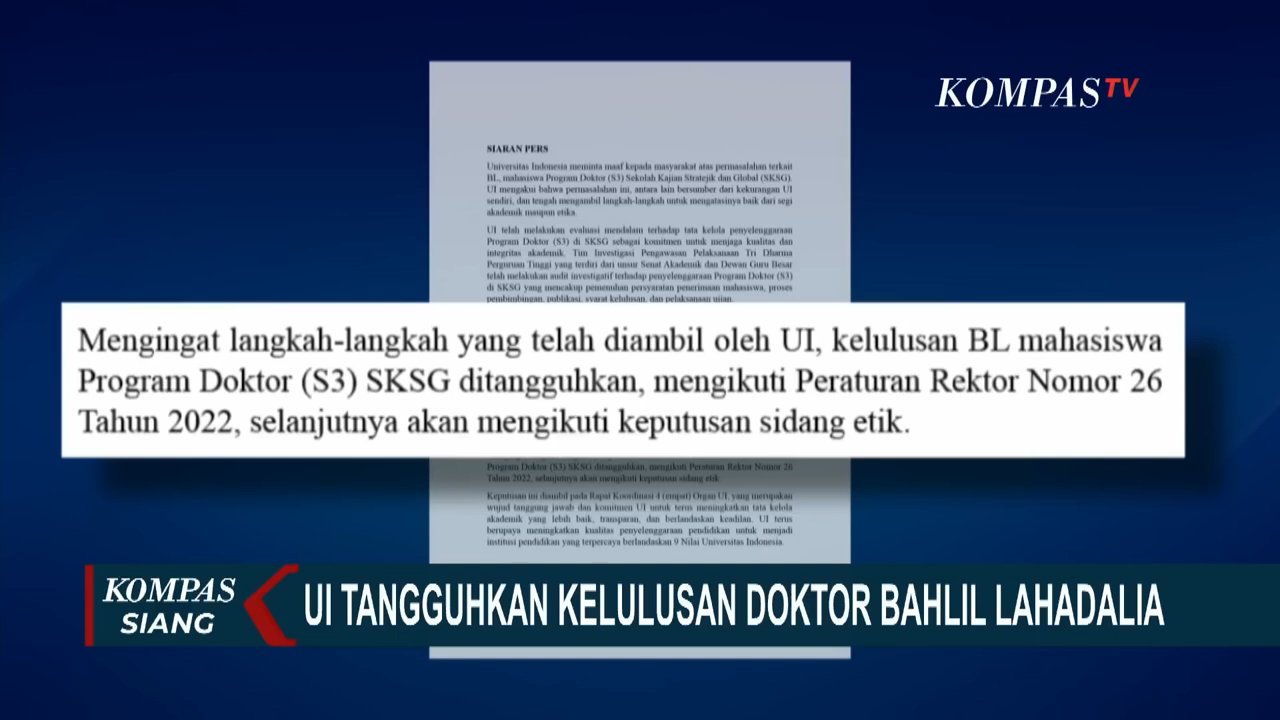 KOMPAS TV
SIARAN PERS
Universitas Indonesia meminta maaf kepada masyarakat atas permasalahan terkait
BL, mahasiswa Program Doktor (S3) Sekolah Kajian Stratejik dan Global (SKSG).
UI mengakui bahwa permasalahan ini, antara lain bersumber dari kekurangan UI
sendiri, dan tengah mengambil langkah-langkah untuk mengatasinya baik dari segi
akademik maupun etika.
UI telah melakukan evaluasi mendalam terhadap tata kelola penyelenggaraan
Program Doktor (S3) di SKSG sebagai komitmen untuk menjaga kualitas dan
integritas akademik. Tim Investigasi Pengawasan Pelaksanaan Tri Dharma
Perguruan Tinggi yang terdiri dari unsur Senat Akademik dan Dewan Guru Besar
telah melakukan audit investigatif terhadap penyelenggaraan Program Doktor (S3)
di SKSG yang mencakup pemenuhan persyaratan penerimaan mahasiswa, proses
pembimbingan, publikasi, syarat kelulusan, dan pelaksanaan ujian.
Mengingat langkah-langkah yang telah diambil oleh UI, kelulusan BL mahasiswa
Program Doktor (S3) SKSG ditangguhkan, mengikuti Peraturan Rektor Nomor 26
Tahun 2022, selanjutnya akan mengikuti keputusan sidang etik.
Program Doktor (S3) SKSG ditangguhkan, mengikuti Peraturan Rektor Nomor 26
Tahun 2022, selanjutnya akan mengikuti keputusan sidang etik.
Keputusan ini diambil pada Rapat Koordinasi 4 (empat) Organ UI, yang merupakan
wujud tanggung jawab dan komitmen UI untuk terus meningkatkan tata kelola
akademik yang lebih baik, transparan, dan berlandaskan keadilan. UI terus
berupaya meningkatkan kualitas penyelenggaraan pendidikan untuk menjadi
institusi pendidikan yang terpercaya berlandaskan 9 Nilai Universitas Indonesia.
KOMPAS
SIANG
UI TANGGUHKAN KELULUSAN DOKTOR BAHLIL LAHADALIA